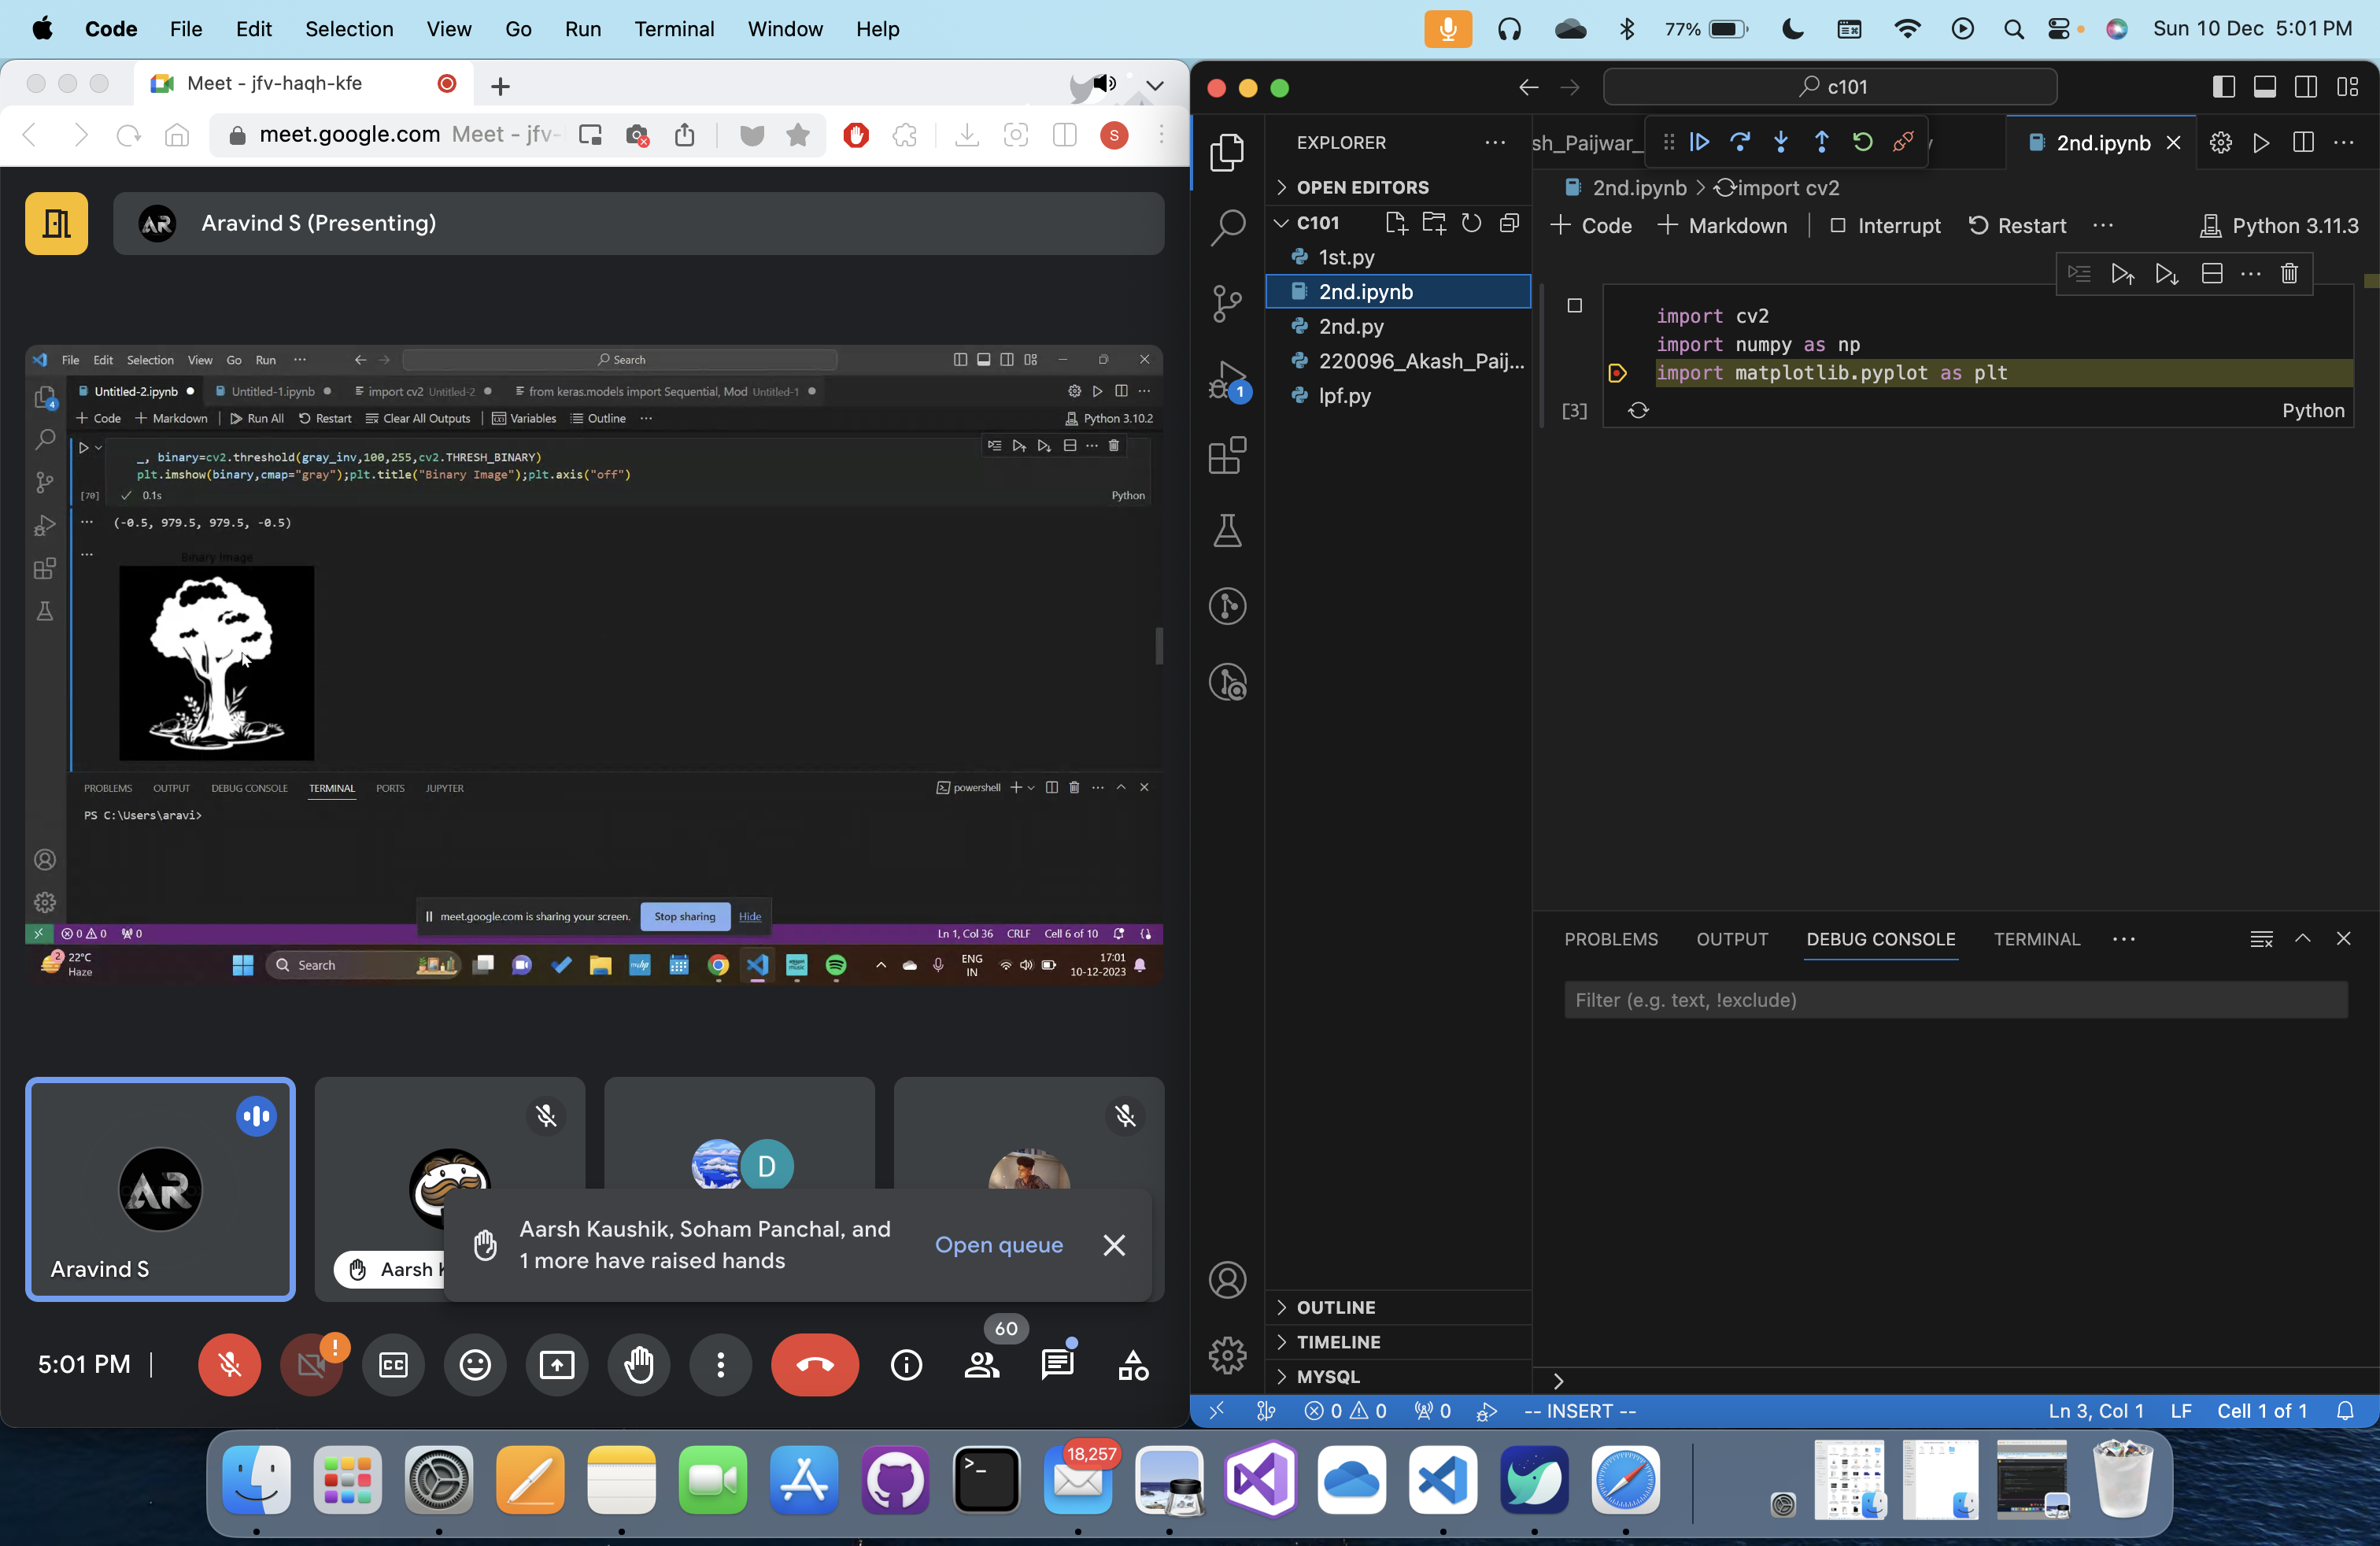 Code File Edit Selection View Go Run Terminal Window Help 77% Sun 10 Dec 5:01 PM
Meet - jfv-haqh-kfe
meet.google.com Meet - jfv-
S
AR Aravind S (Presenting)
File Edit Selection View Go Run ··· Search
Untitled-2.ipynb Untitled-1.ipynb import cv2 Untitled-2 from keras.models import Sequential, Mod Untitled-1
4
+ Code + Markdown Run All Restart Clear All Outputs Variables Outline ··· Python 3.10.2
_, binary=cv2.threshold(gray_inv,100,255,cv2.THRESH_BINARY)
plt.imshow(binary,cmap="gray");plt.title("Binary Image");plt.axis("off")
[70] 0.1s Python
(-0.5, 979.5, 979.5, -0.5)
Binary Image
PROBLEMS OUTPUT DEBUG CONSOLE TERMINAL PORTS JUPYTER powershell
PS C:\Users\aravi>
meet.google.com is sharing your screen. Stop sharing Hide
0 0 0 Ln 1, Col 36 CRLF Cell 6 of 10
2 22°C
Haze
Search myhp ENG
IN 17:01
10-12-2023
AR
Aravind S
D
Aarsh K
Aarsh Kaushik, Soham Panchal, and
1 more have raised hands
Open queue
60
5:01 PM
CC
c101
EXPLORER
OPEN EDITORS
C101
1st.py
2nd.ipynb
2nd.py
220096_Akash_Paij...
lpf.py
1
OUTLINE
TIMELINE
MYSQL
sh_Paijwar_ 2nd.ipynb
2nd.ipynb > import cv2
+ Code + Markdown Interrupt Restart ··· Python 3.11.3
import cv2
import numpy as np
import matplotlib.pyplot as plt
[3] Python
PROBLEMS OUTPUT DEBUG CONSOLE TERMINAL ···
Filter (e.g. text, !exclude)
0 0 0 -- INSERT -- Ln 3, Col 1 LF Cell 1 of 1
18,257